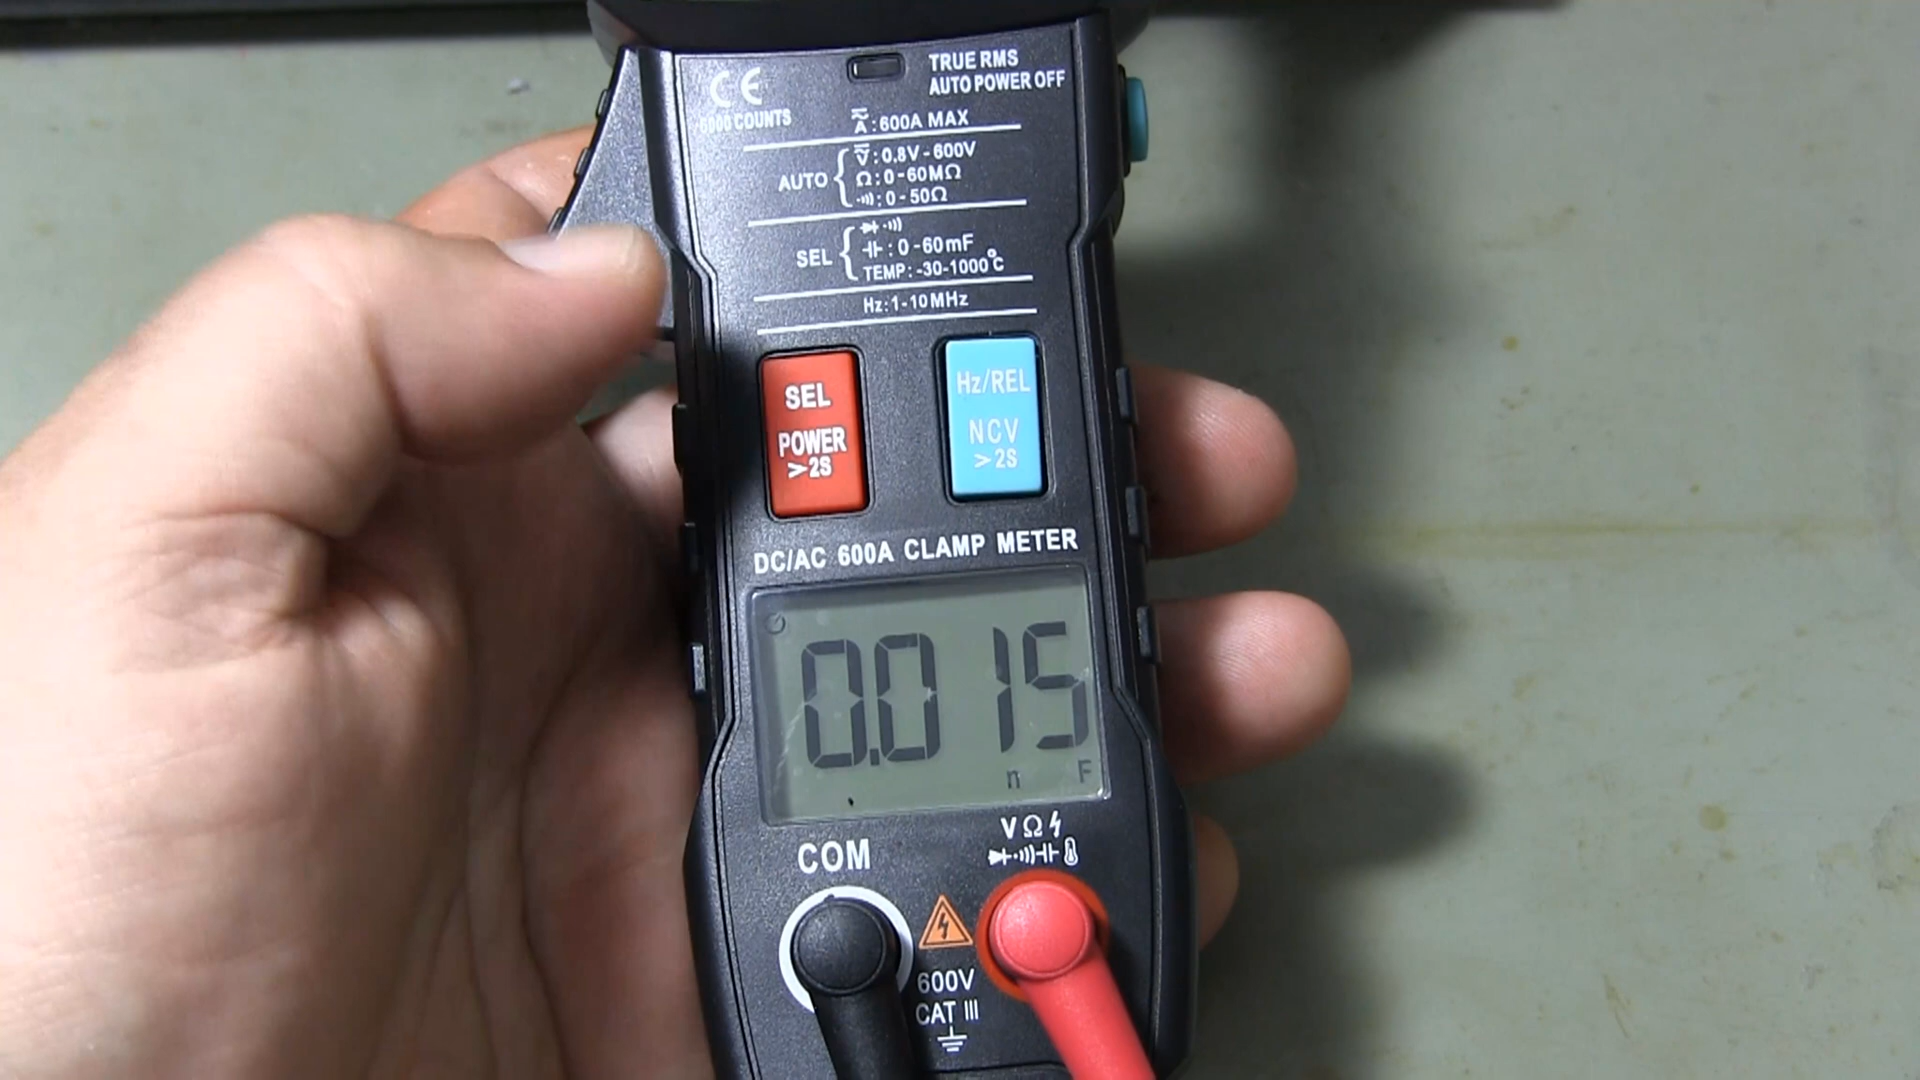 CE
TRUE RMS
AUTO POWER OFF
6000 COUNTS
A:600A MAX
AUTO
V:0.8V-600V
Ω:0-60MΩ
:0-50Ω
SEL
:0-60mF
TEMP:-30-1000°C
Hz:1-10MHz
SEL
POWER
>2S
Hz/REL
NCV
>2S
DC/AC 600A CLAMP METER
0.015
n F
VΩ
COM
600V
CAT III